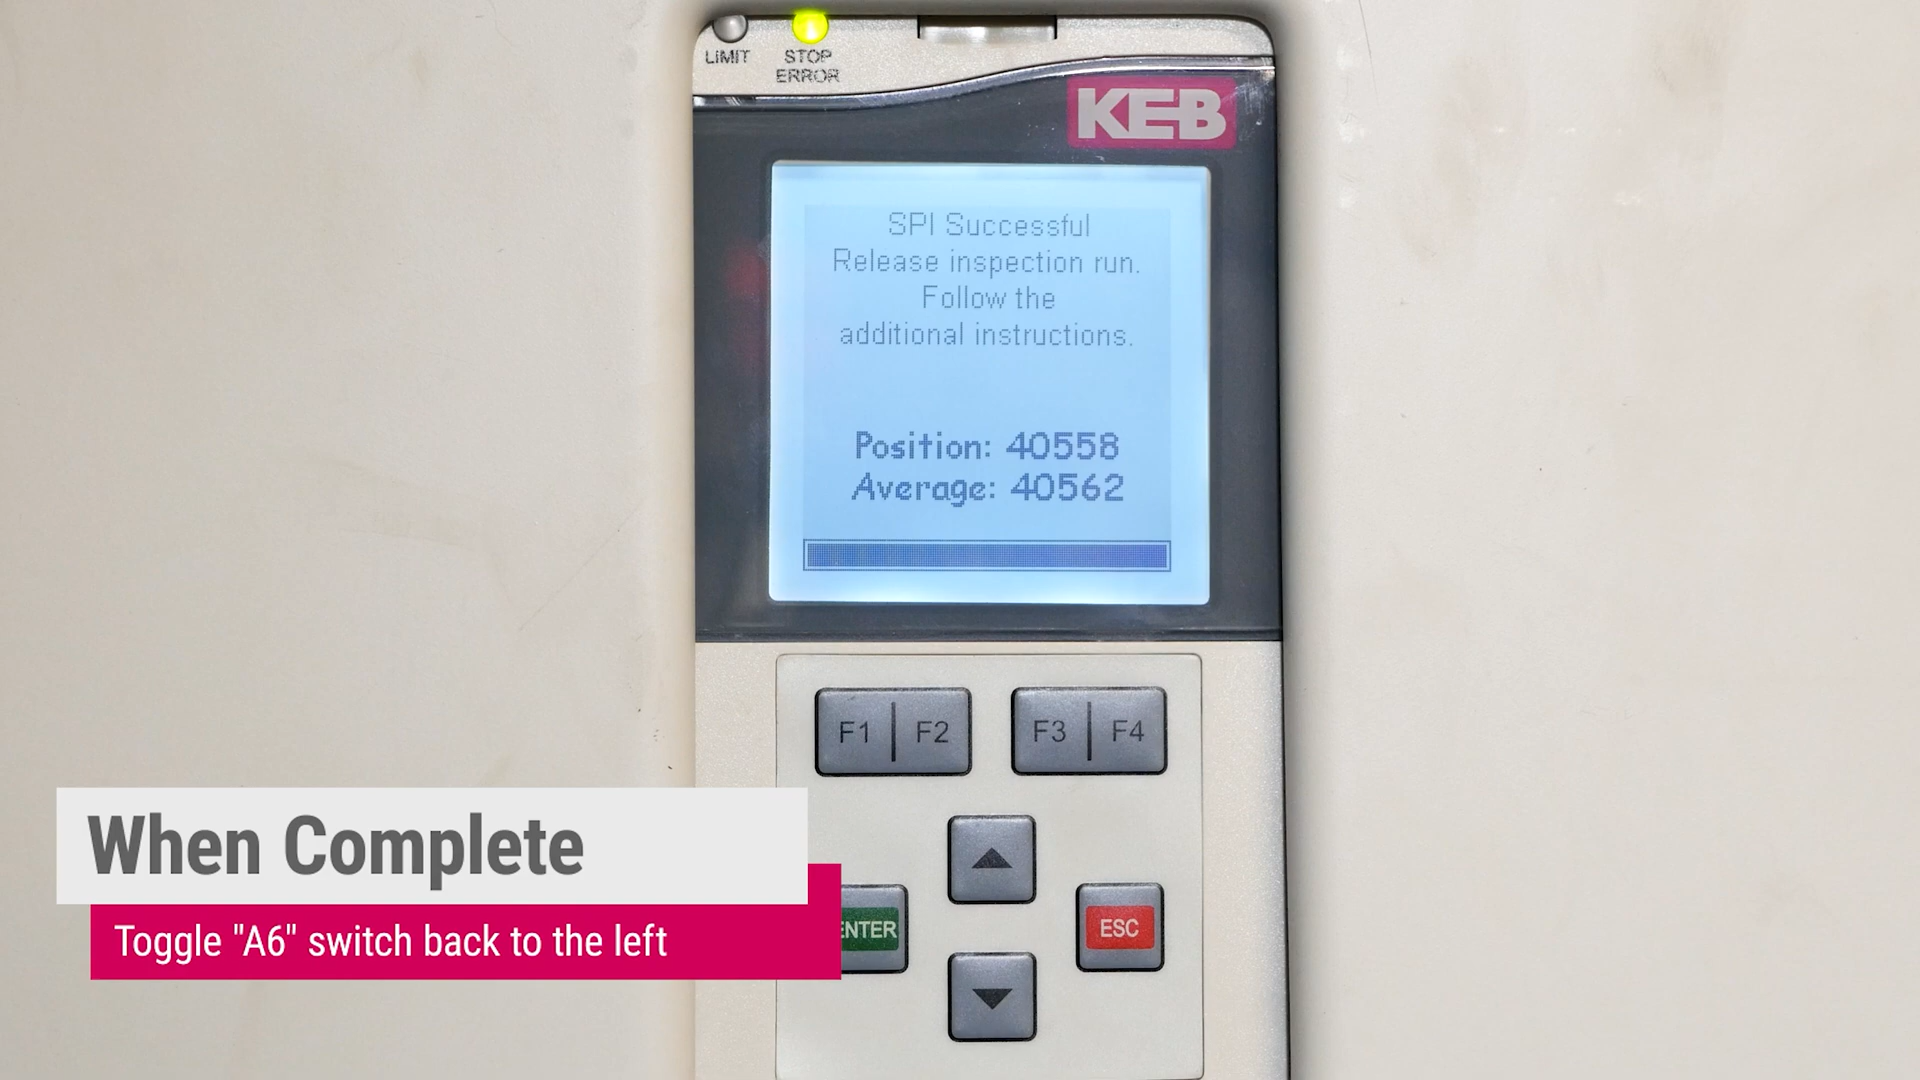 LIMIT
STOP
ERROR
KEB
SPI Successful
Release inspection run.
Follow the
additional instructions.
Position: 40558
Average: 40562
F1 | F2
F3 | F4
ENTER
ESC
When Complete
Toggle "A6" switch back to the left